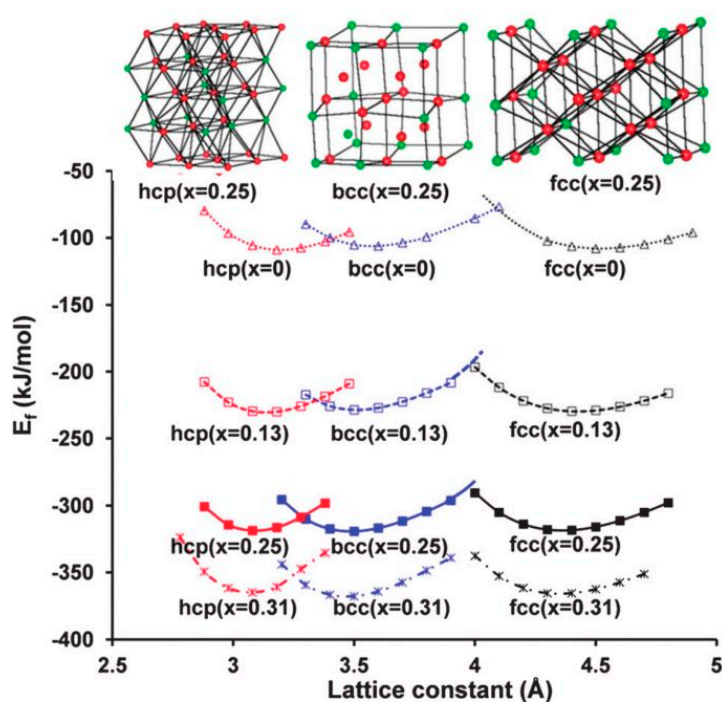 hcp(x=0.25)
bcc(x=0.25)
fcc(x=0.25)
-50
-100
-150
-200
-250
-300
-350
-400
E_f (kJ/mol)
hcp(x=0)
bcc(x=0)
fcc(x=0)
hcp(x=0.13)
bcc(x=0.13)
fcc(x=0.13)
hcp(x=0.25)
bcc(x=0.25)
fcc(x=0.25)
hcp(x=0.31)
bcc(x=0.31)
fcc(x=0.31)
2.5 3 3.5 4 4.5 5
Lattice constant (Å)